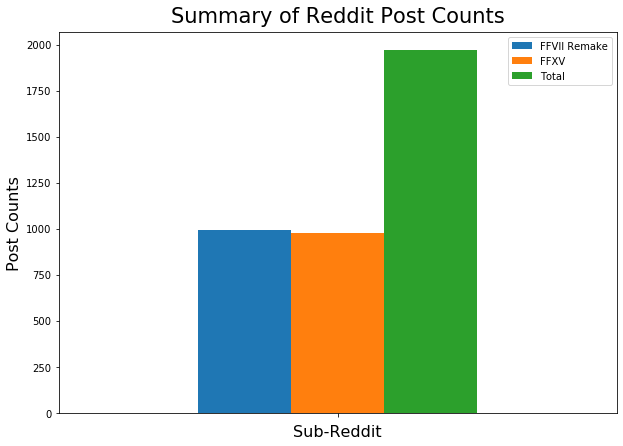 Summary of Reddit Post Counts
FFVII Remake
FFXV
Total
Post Counts
2000
1750
1500
1250
1000
750
500
250
0
Sub-Reddit